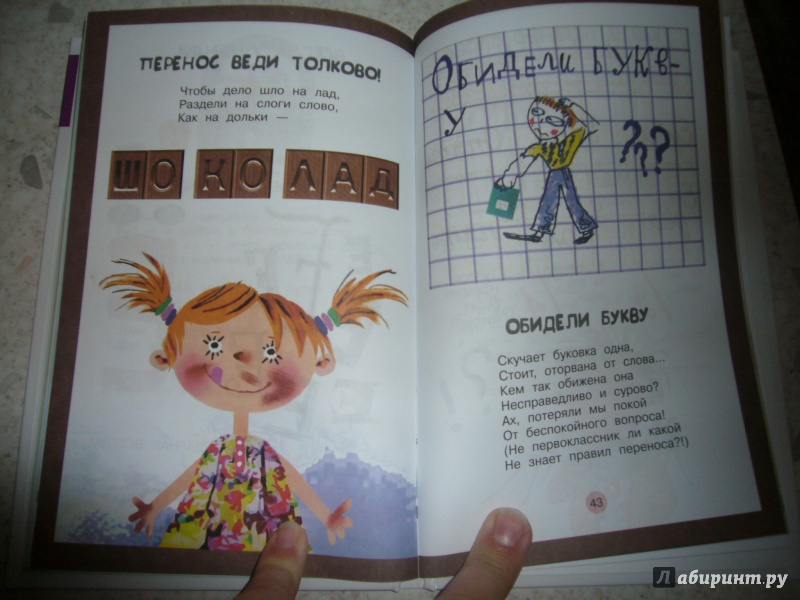 ПЕРЕНОС ВЕДИ ТОЛКОВО!
Чтобы дело шло на лад,
Раздели на слоги слово,
Как на дольки —
ШО КО ЛАД
ОБИДЕЛИ БУКВ-
У
???
ОБИДЕЛИ БУКВУ
Скучает буковка одна,
Стоит, оторвана от слова...
Кем так обижена она
Несправедливо и сурово?
Ах, потеряли мы покой
От беспокойного вопроса!
(Не первоклассник ли какой
Не знает правил переноса?!)
43
Лабиринт.ру